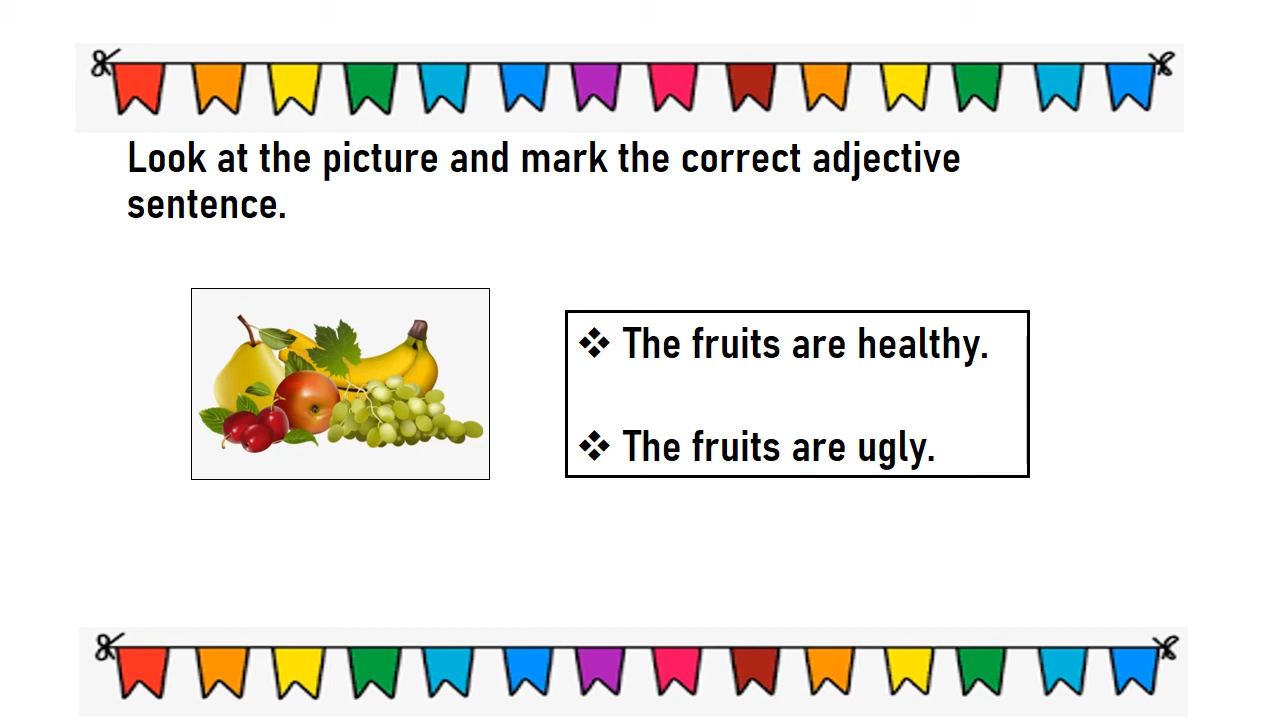 Look at the picture and mark the correct adjective
sentence.
❖ The fruits are healthy.
❖ The fruits are ugly.